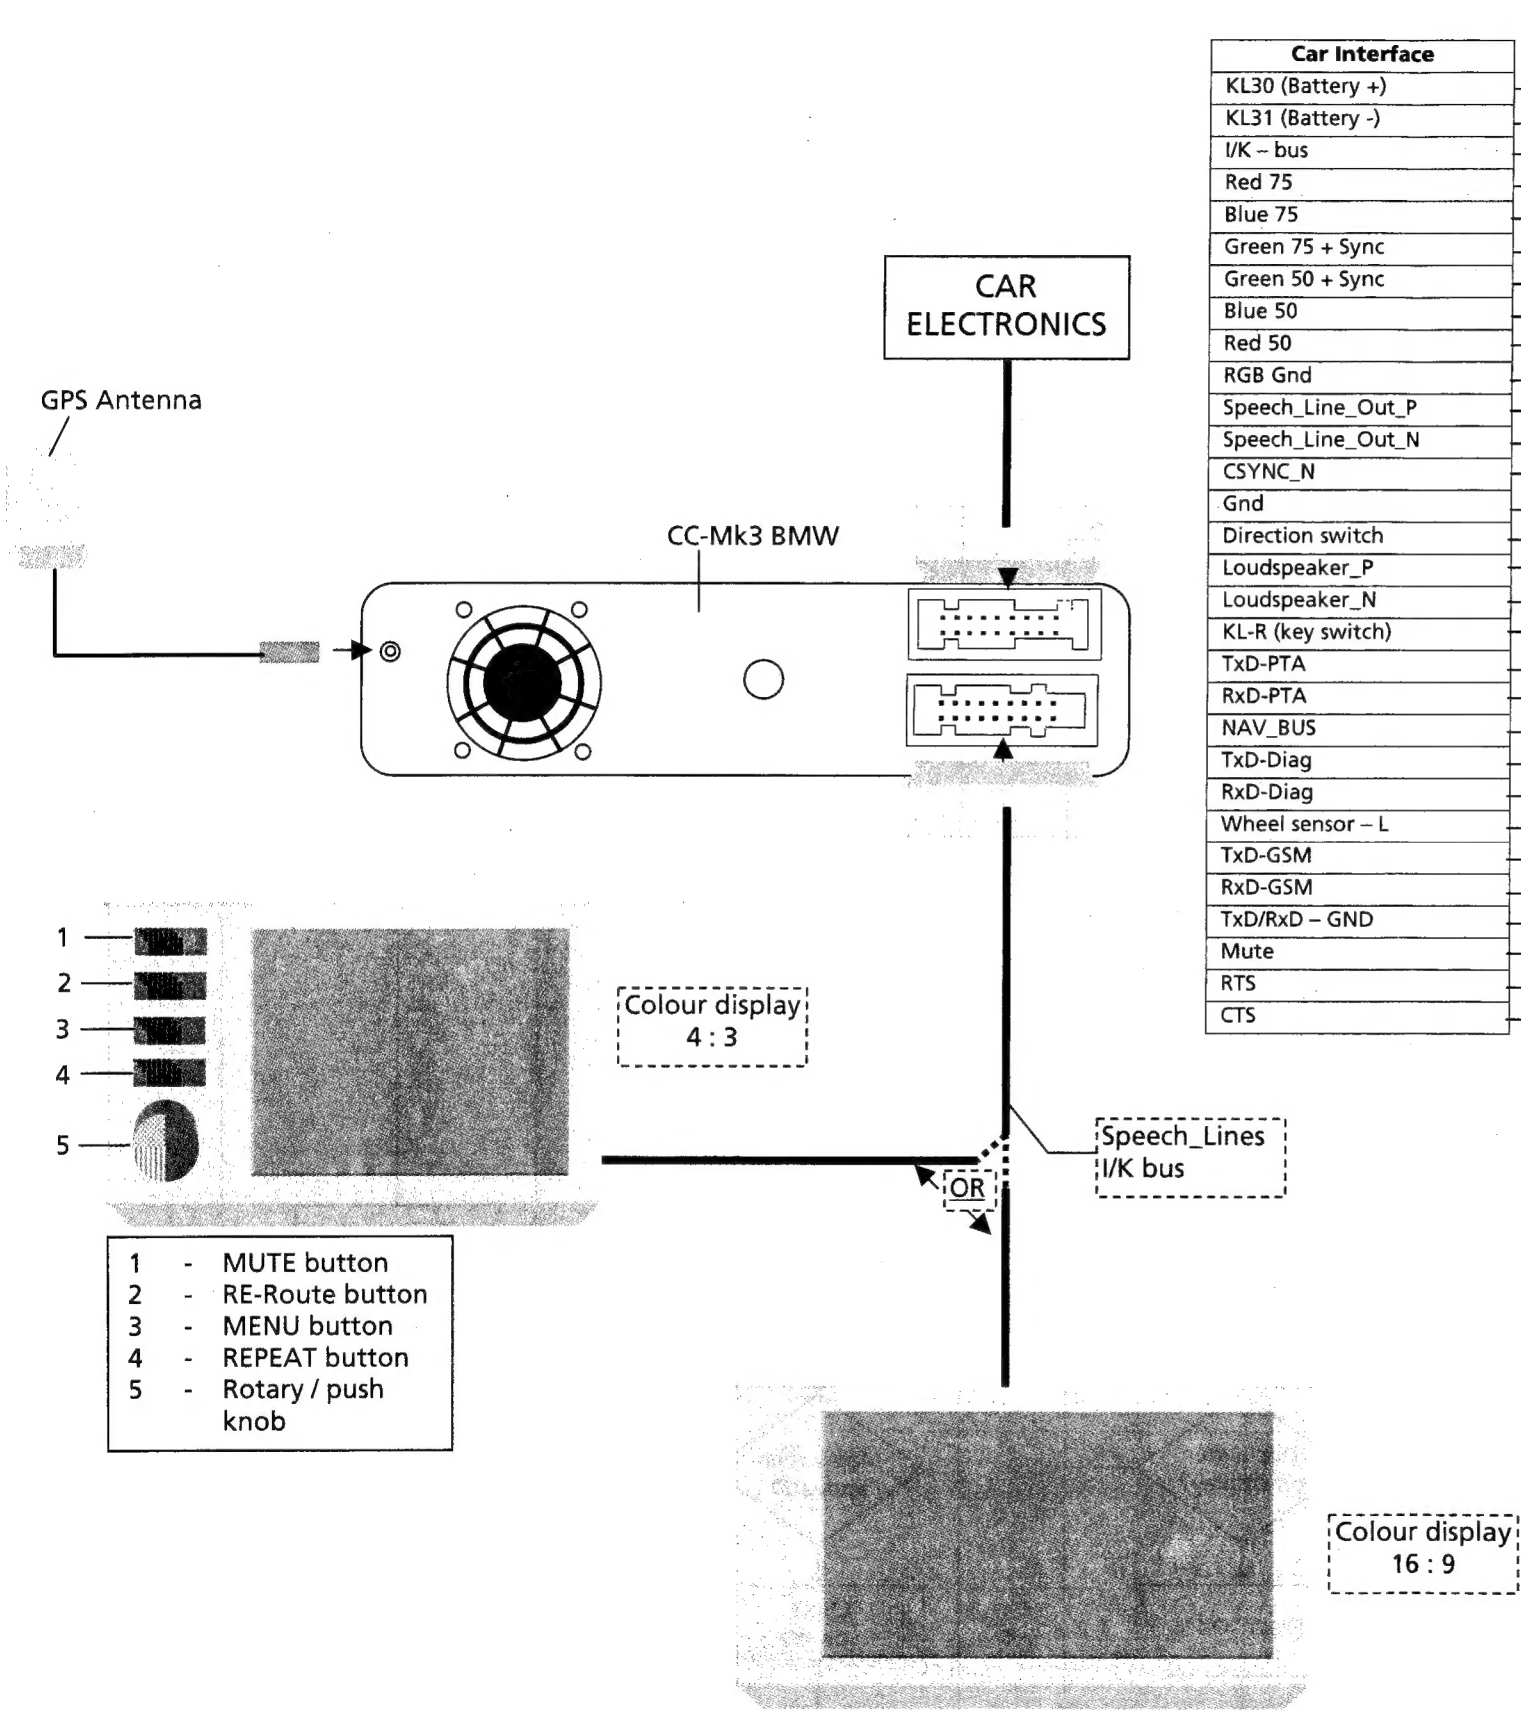 Car Interface
KL30 (Battery +)
KL31 (Battery -)
I/K – bus
Red 75
Blue 75
Green 75 + Sync
Green 50 + Sync
Blue 50
Red 50
RGB Gnd
Speech_Line_Out_P
Speech_Line_Out_N
CSYNC_N
Gnd
Direction switch
Loudspeaker_P
Loudspeaker_N
KL-R (key switch)
TxD-PTA
RxD-PTA
NAV_BUS
TxD-Diag
RxD-Diag
Wheel sensor – L
TxD-GSM
RxD-GSM
TxD/RxD – GND
Mute
RTS
CTS
CAR
ELECTRONICS
GPS Antenna
CC-Mk3 BMW
1
2
3
4
5
Colour display
4 : 3
Speech_Lines
I/K bus
OR
1 - MUTE button
2 - RE-Route button
3 - MENU button
4 - REPEAT button
5 - Rotary / push
knob
Colour display
16 : 9